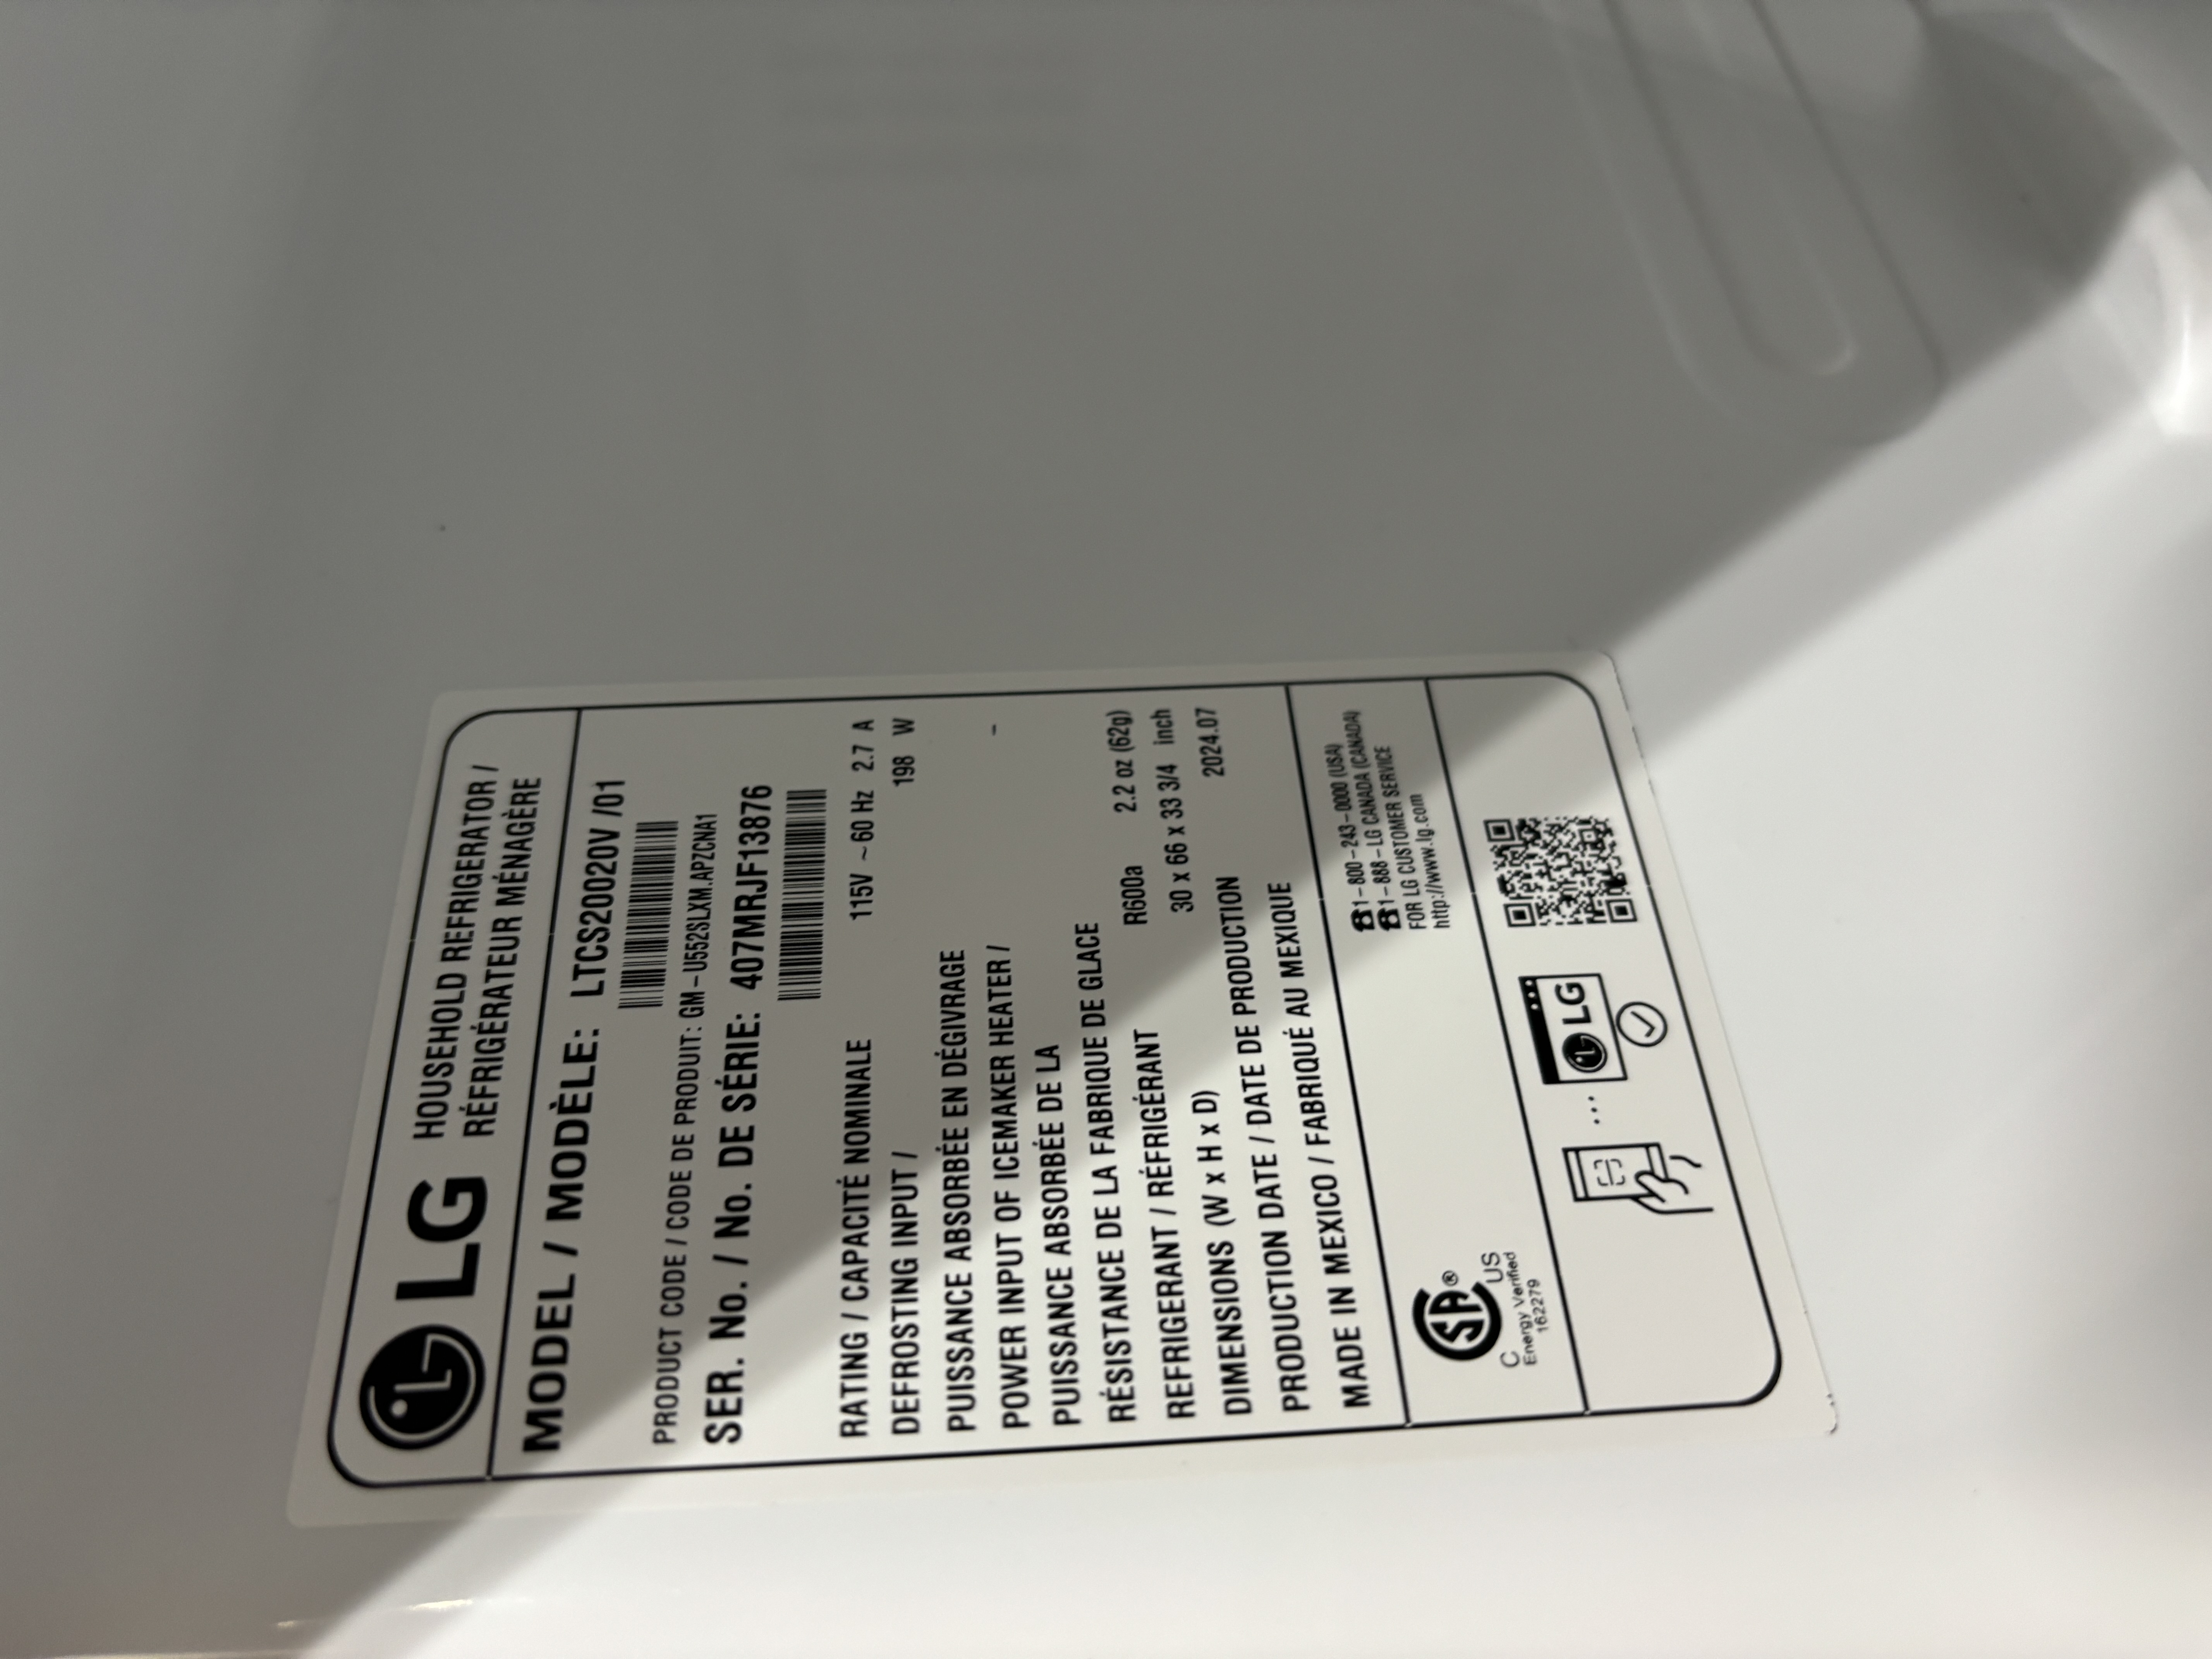 LG HOUSEHOLD REFRIGERATOR /
RÉFRIGÉRATEUR MÉNAGÈRE
MODEL / MODÈLE: LTCS20020V /01
PRODUCT CODE / CODE DE PRODUIT: GM-U552SLXM.APZCNA1
SER. No. / No. DE SÉRIE: 407MRJF13876
RATING / CAPACITÉ NOMINALE 115V ~60 Hz 2.7 A
DEFROSTING INPUT / 198 W
PUISSANCE ABSORBÉE EN DÉGIVRAGE
POWER INPUT OF ICEMAKER HEATER / -
PUISSANCE ABSORBÉE DE LA
RÉSISTANCE DE LA FABRIQUE DE GLACE
REFRIGERANT / RÉFRIGÉRANT R600a 2.2 oz (62g)
DIMENSIONS (W x H x D) 30 x 66 x 33 3/4 inch
PRODUCTION DATE / DATE DE PRODUCTION 2024.07
MADE IN MEXICO / FABRIQUÉ AU MEXIQUE
☎1-800-243-0000 (USA)
☎1-888-LG CANADA (CANADA)
FOR LG CUSTOMER SERVICE
http://www.lg.com
SA®
C US
Energy Verified
162279
... LG